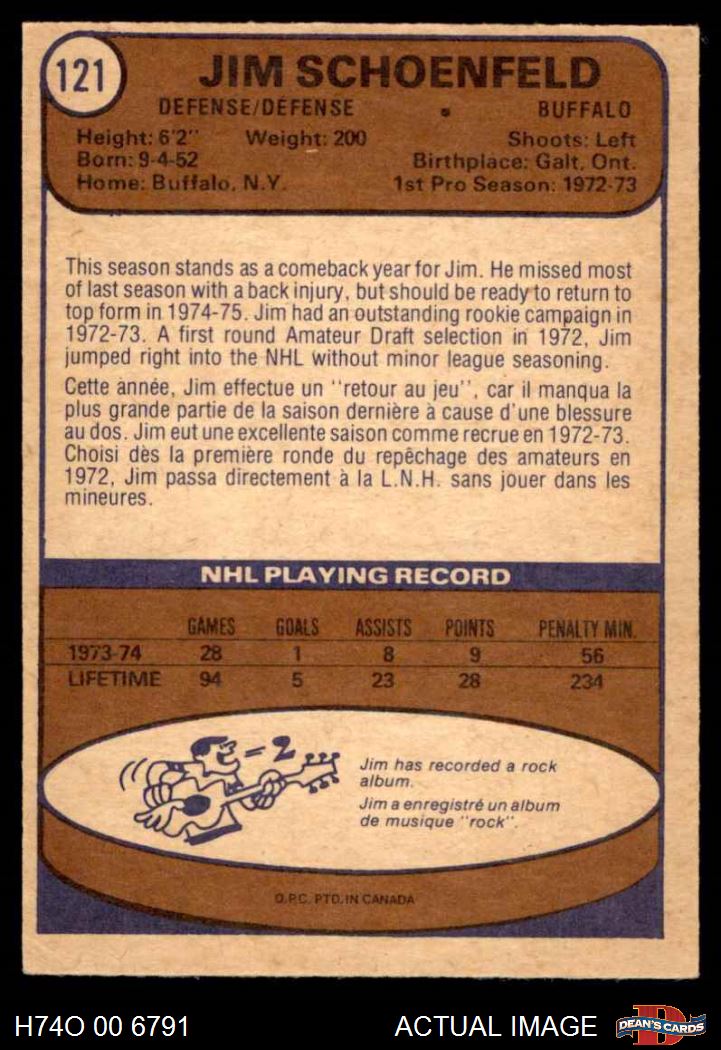 121
JIM SCHOENFELD
DEFENSE/DÉFENSE • BUFFALO
Height: 6'2" Weight: 200 Shoots: Left
Born: 9-4-52 Birthplace: Galt, Ont.
Home: Buffalo, N.Y. 1st Pro Season: 1972-73
This season stands as a comeback year for Jim. He missed most
of last season with a back injury, but should be ready to return to
top form in 1974-75. Jim had an outstanding rookie campaign in
1972-73. A first round Amateur Draft selection in 1972, Jim
jumped right into the NHL without minor league seasoning.
Cette année, Jim effectue un "retour au jeu", car il manqua la
plus grande partie de la saison dernière à cause d'une blessure
au dos. Jim eut une excellente saison comme recrue en 1972-73.
Choisi dès la première ronde du repêchage des amateurs en
1972, Jim passa directement à la L.N.H. sans jouer dans les
mineures.
NHL PLAYING RECORD
GAMES GOALS ASSISTS POINTS PENALTY MIN.
1973-74 28 1 8 9 56
LIFETIME 94 5 23 28 234
2
Jim has recorded a rock
album.
Jim a enregistré un album
de musique "rock".
O.P.C. PTD. IN CANADA
H74O 00 6791 ACTUAL IMAGE D DEAN'S CARDS